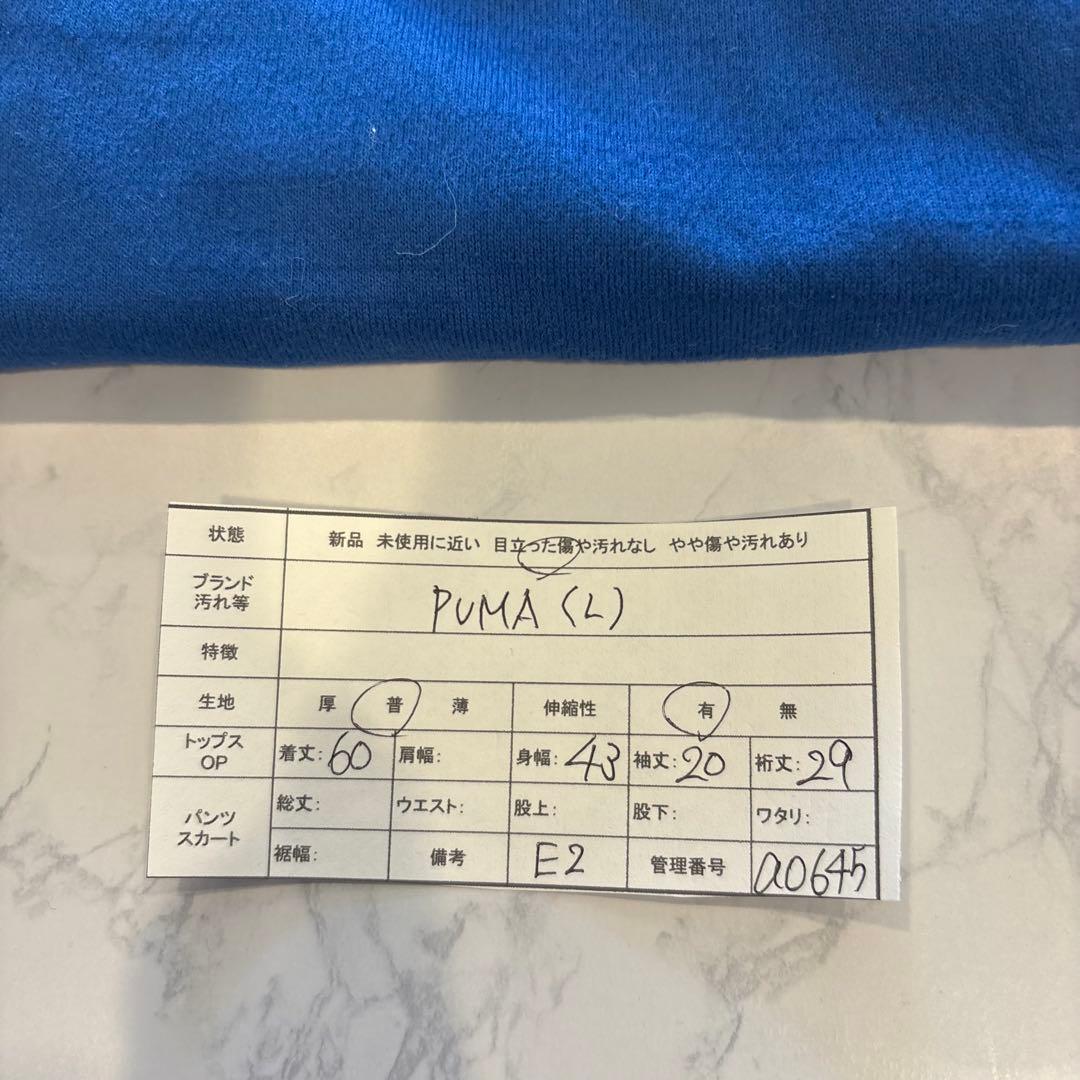 状態 新品 未使用に近い 目立った傷や汚れなし やや傷や汚れあり
ブランド
汚れ等
PUMA (L)
特徴
生地 厚 普 薄 伸縮性 有 無
トップス
OP
着丈: 60 肩幅: 身幅: 43 袖丈: 20 裄丈: 29
パンツ
スカート
総丈: ウエスト: 股上: 股下: ワタリ:
裾幅: 備考 E2 管理番号 a0645